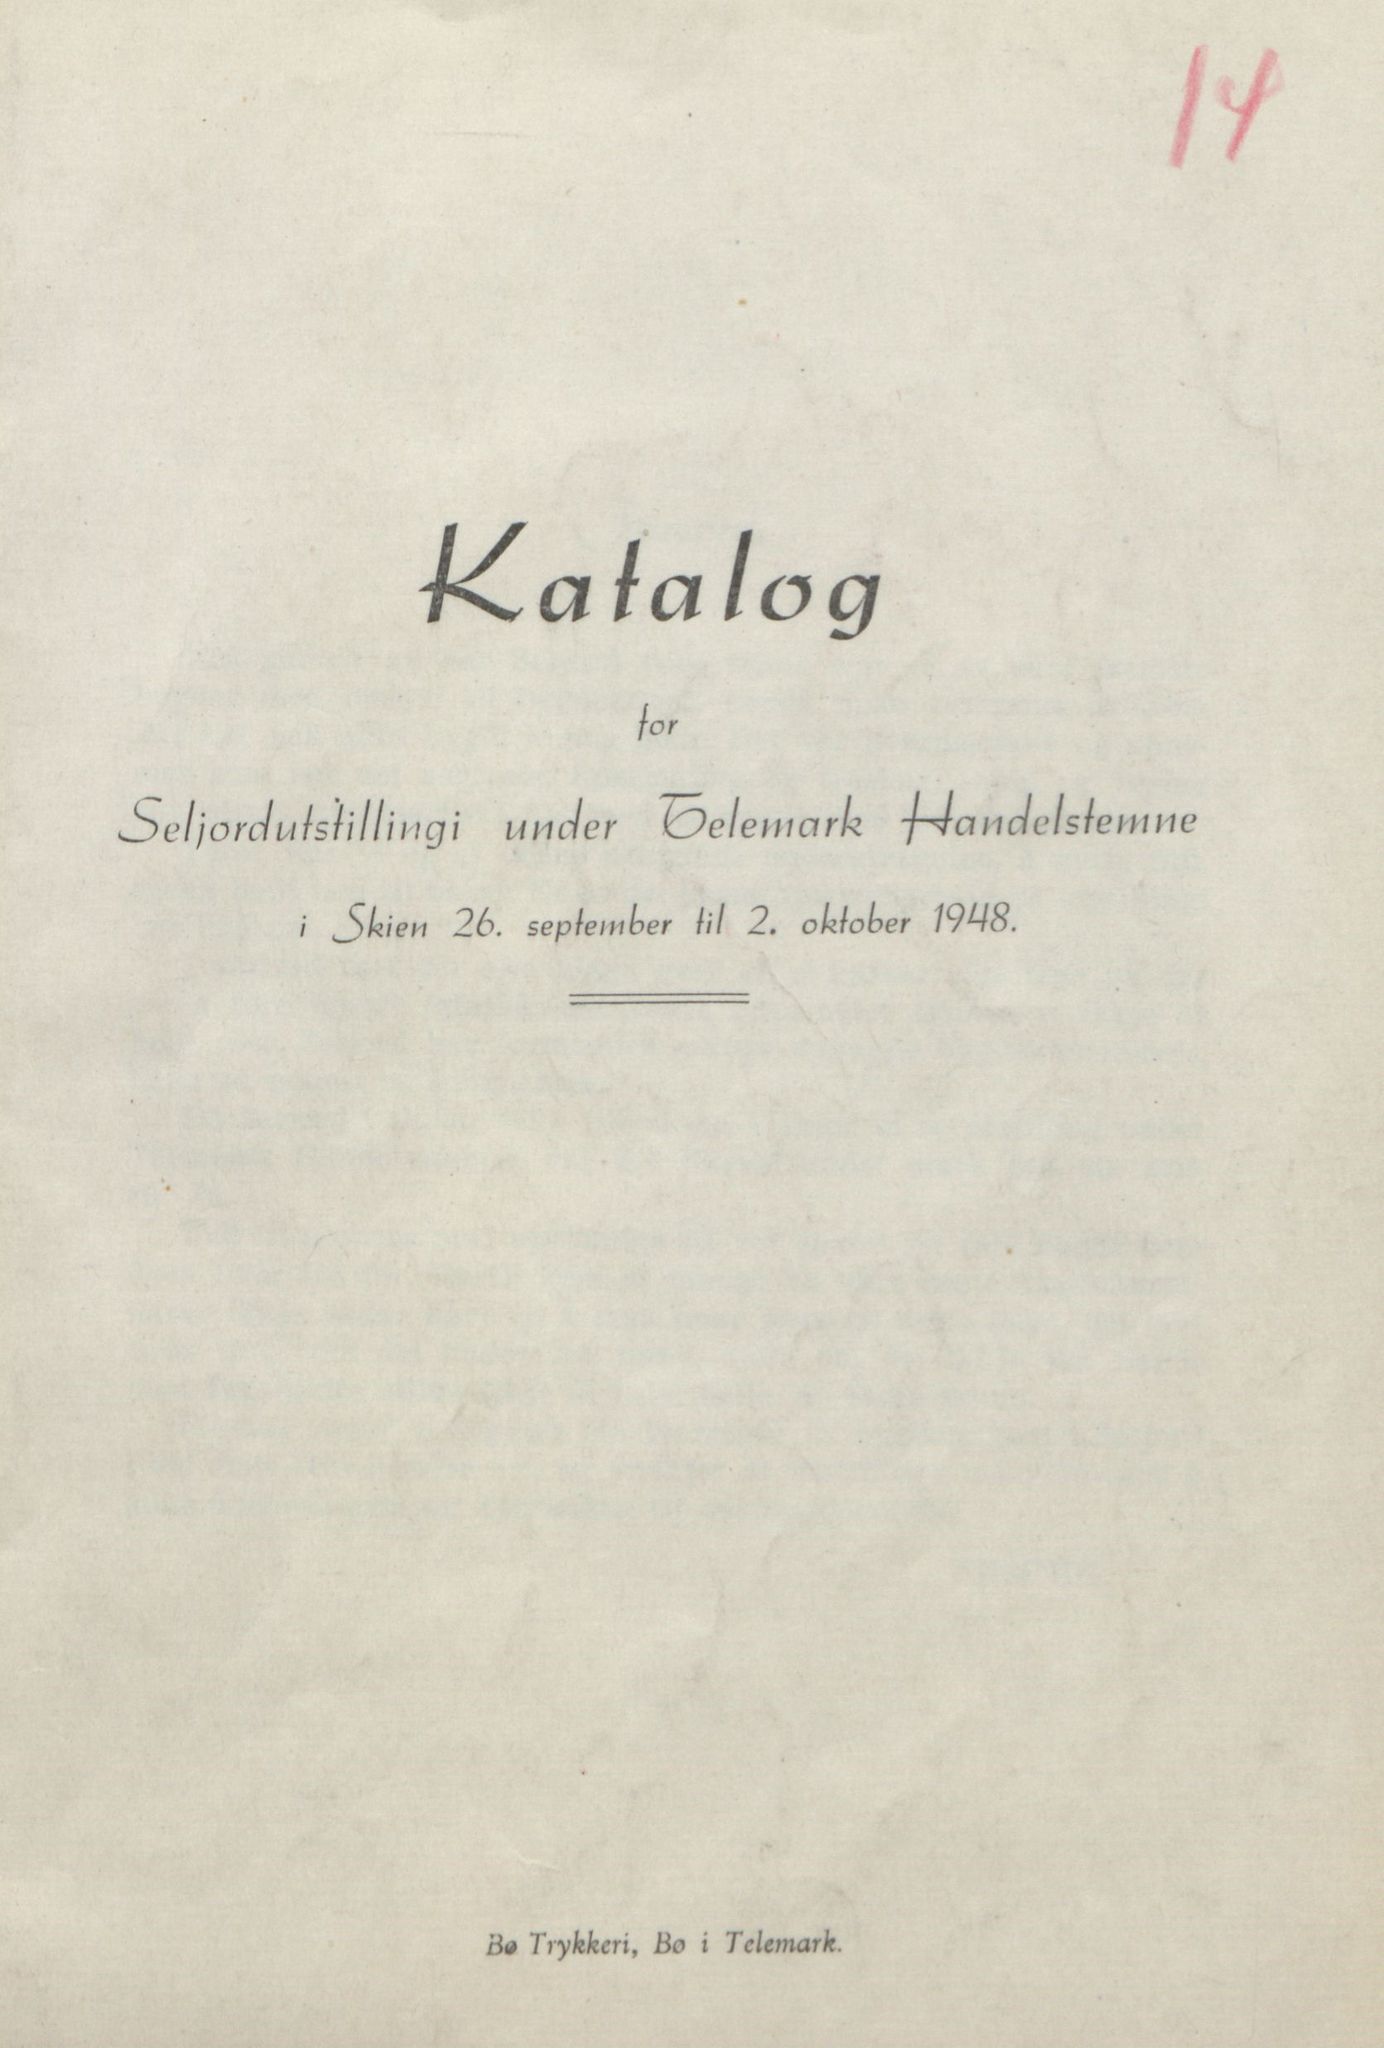 14
Katalog
for
Seljordutstillingi under Telemark Handelstemne
i Skien 26. september til 2. oktober 1948.
Bø Trykkeri, Bø i Telemark.